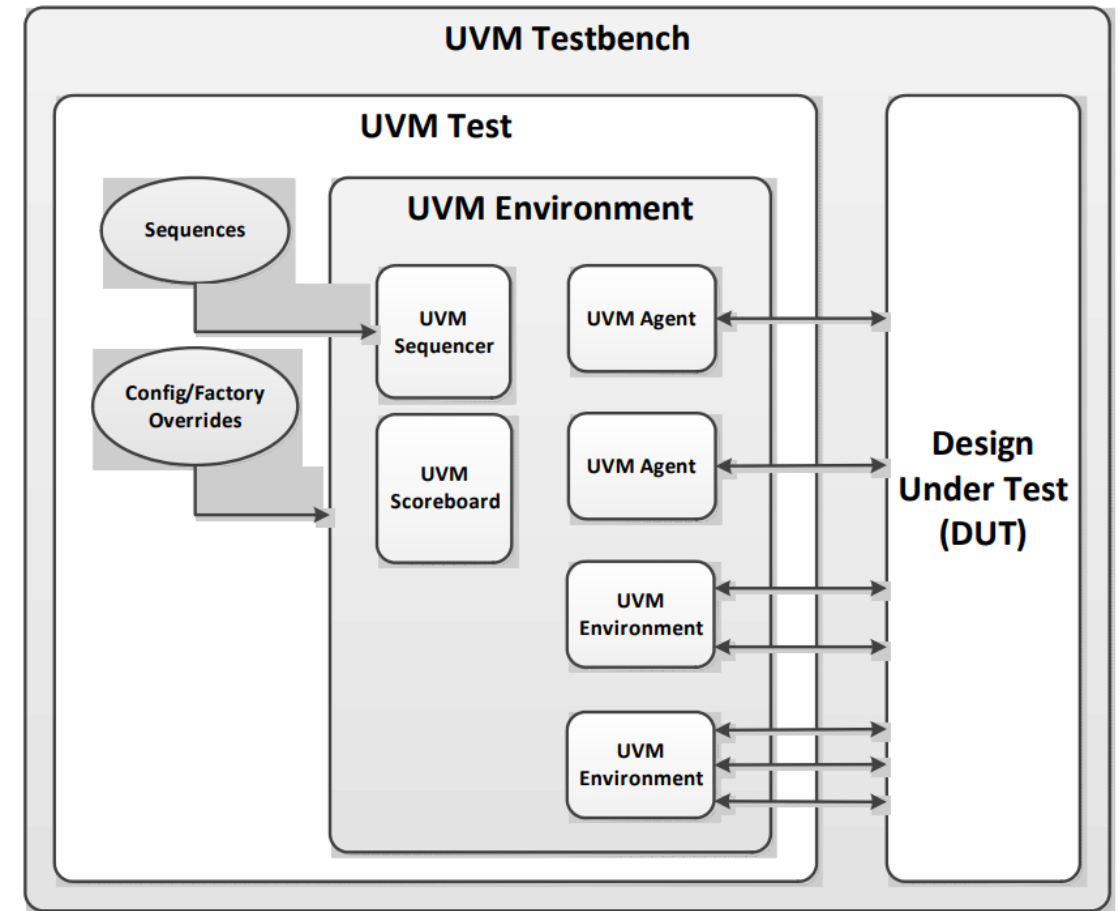 UVM Testbench
UVM Test
Sequences
Config/Factory
Overrides
UVM Environment
UVM
Sequencer
UVM
Scoreboard
UVM Agent
UVM Agent
UVM
Environment
UVM
Environment
Design
Under Test
(DUT)